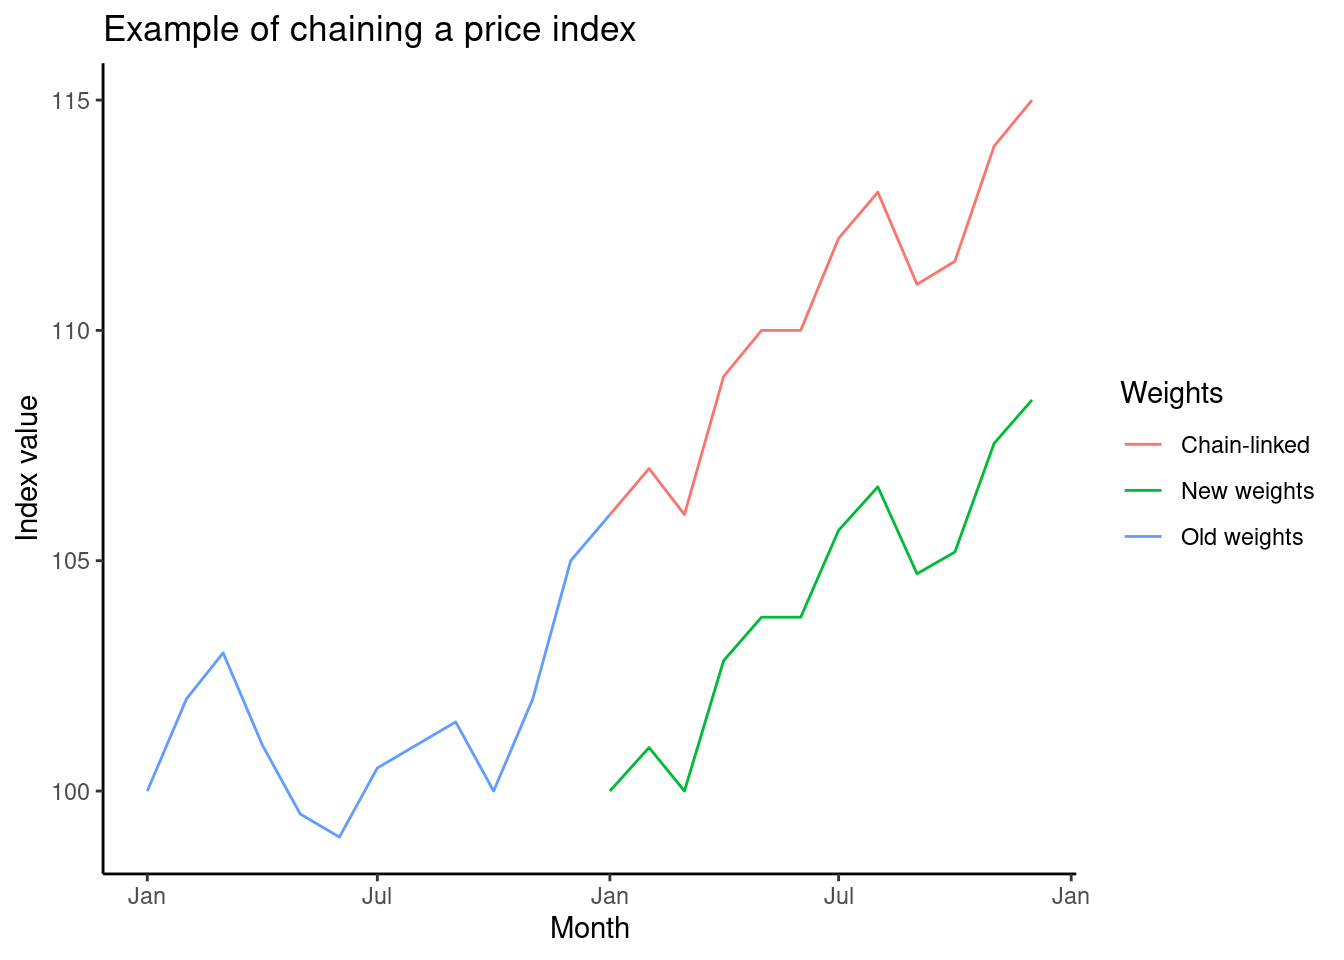 Example of chaining a price index
115
110
105
100
Index value
Jan
Jul
Jan
Jul
Jan
Month
Weights
Chain-linked
New weights
Old weights